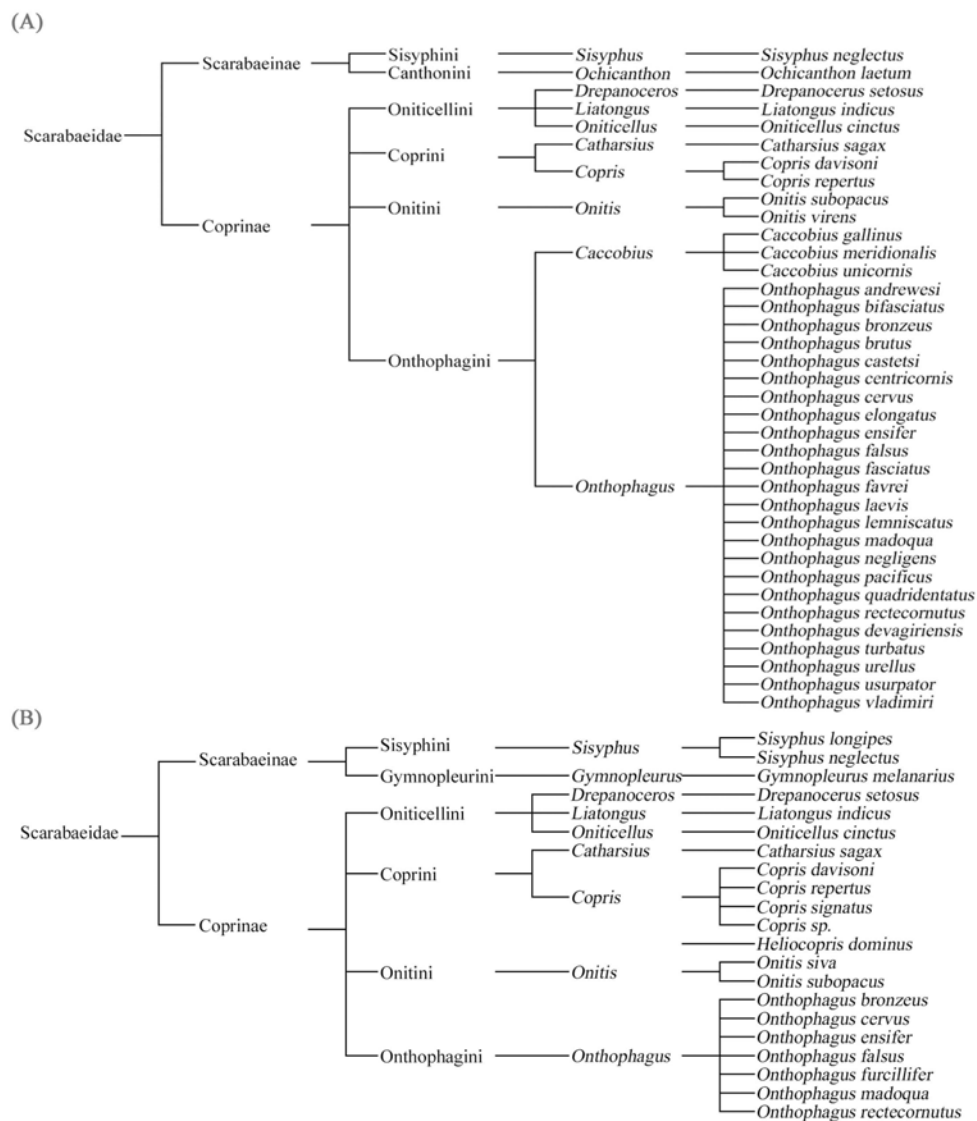 (A)
Sisyphini Sisyphus Sisyphus neglectus
Scarabaeinae
Canthonini Ochicanthon Ochicanthon laetum
Drepanoceros Drepanocerus setosus
Oniticellini Liatongus Liatongus indicus
Oniticellus Oniticellus cinctus
Scarabaeidae
Catharsius Catharsius sagax
Coprini
Copris davisoni
Copris
Copris repertus
Onitis subopacus
Onitini Onitis
Onitis virens
Coprinae
Caccobius gallinus
Caccobius Caccobius meridionalis
Caccobius unicornis
Onthophagus andrewesi
Onthophagus bifasciatus
Onthophagus bronzeus
Onthophagus brutus
Onthophagini Onthophagus castetsi
Onthophagus centricornis
Onthophagus cervus
Onthophagus elongatus
Onthophagus ensifer
Onthophagus falsus
Onthophagus fasciatus
Onthophagus Onthophagus favrei
Onthophagus laevis
Onthophagus lemniscatus
Onthophagus madoqua
Onthophagus negligens
Onthophagus pacificus
Onthophagus quadridentatus
Onthophagus rectecornutus
Onthophagus devagiriensis
Onthophagus turbatus
Onthophagus urellus
Onthophagus usurpator
Onthophagus vladimiri
(B)
Sisyphus longipes
Sisyphini Sisyphus
Sisyphus neglectus
Scarabaeinae
Gymnopleurini Gymnopleurus Gymnopleurus melanarius
Drepanoceros Drepanocerus setosus
Oniticellini Liatongus Liatongus indicus
Oniticellus Oniticellus cinctus
Scarabaeidae
Catharsius Catharsius sagax
Coprini
Copris davisoni
Copris repertus
Copris
Copris signatus
Copris sp.
Coprinae
Heliocopris dominus
Onitis siva
Onitini Onitis
Onitis subopacus
Onthophagus bronzeus
Onthophagus cervus
Onthophagus ensifer
Onthophagini Onthophagus Onthophagus falsus
Onthophagus furcillifer
Onthophagus madoqua
Onthophagus rectecornutus